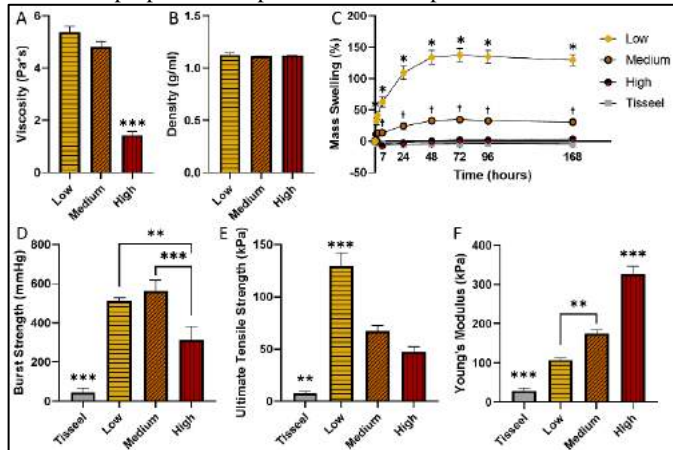 A
B
C
Viscosity (Pa*s)
6
4
2
0
***
Low
Medium
High
Density (g/ml)
1.5
1.0
0.5
0.0
Low
Medium
High
Mass Swelling (%)
200
150
100
50
0
-50
* * * * * * *
† † † † † †
7 24 48 72 96 168
Time (hours)
Low
Medium
High
Tisseel
D
E
F
Burst Strength (mmHg)
800
600
400
200
0
**
***
***
Tisseel
Low
Medium
High
Ultimate Tensile Strength (kPa)
150
100
50
0
***
**
Tisseel
Low
Medium
High
Young's Modulus (kPa)
400
300
200
100
0
***
**
***
Tisseel
Low
Medium
High